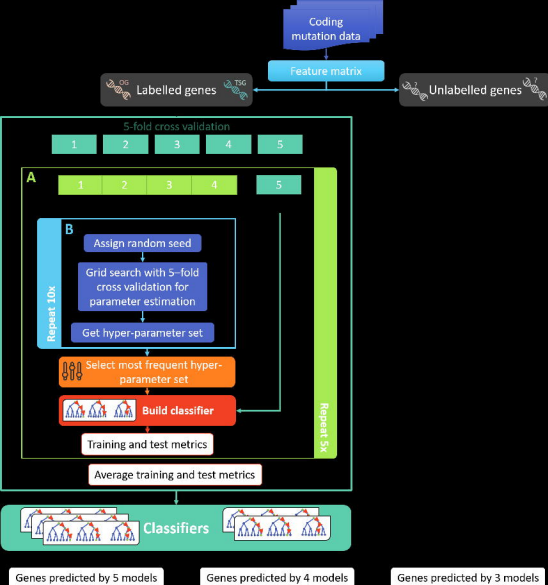 Coding
mutation data
Feature matrix
OG
Labelled genes
TSG
?
Unlabelled genes
?
5-fold cross validation
1 2 3 4 5
A
1 2 3 4 5
B
Repeat 10x
Assign random seed
Grid search with 5–fold
cross validation for
parameter estimation
Get hyper-parameter set
Select most frequent hyper-
parameter set
Build classifier
Training and test metrics
Repeat 5x
Average training and test metrics
Classifiers
Genes predicted by 5 models
Genes predicted by 4 models
Genes predicted by 3 models